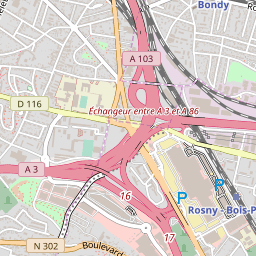 Bondy
A 103
Échangeur entre A 3 et A 86
D 116
A 3
16
P
P
Rosny - Bois-P
17
N 302
Boulevard